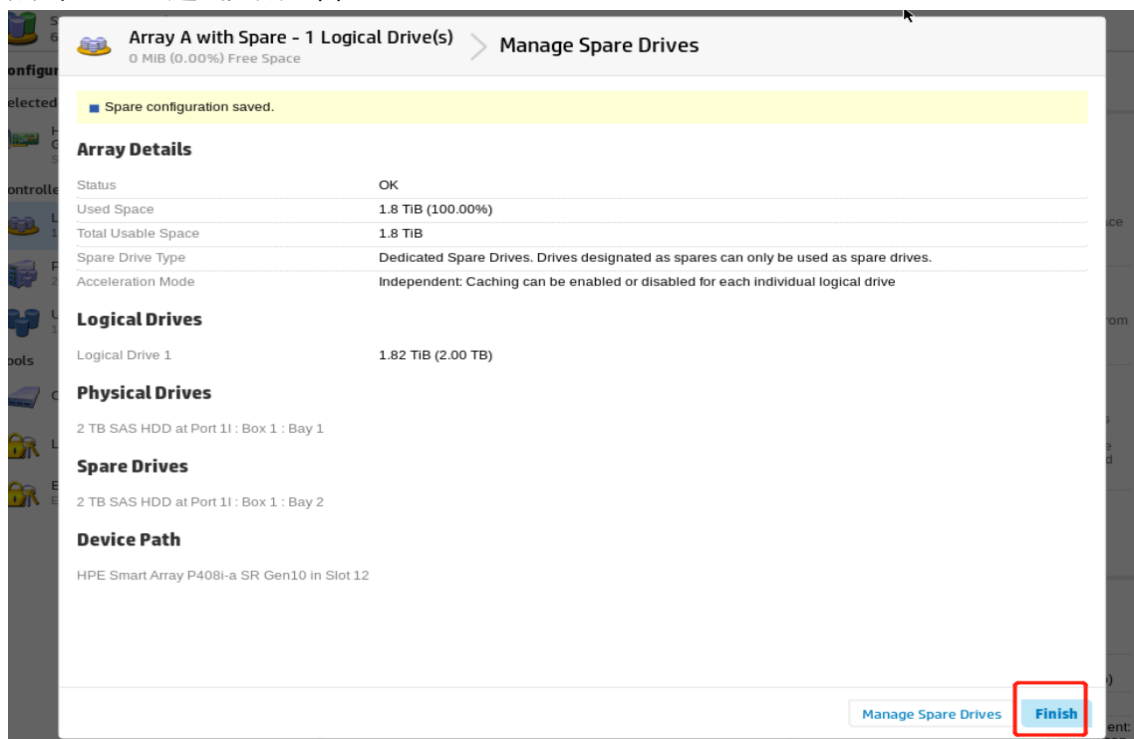 Array A with Spare - 1 Logical Drive(s)
0 MiB (0.00%) Free Space
Manage Spare Drives
Spare configuration saved.
Array Details
Status OK
Used Space 1.8 TiB (100.00%)
Total Usable Space 1.8 TiB
Spare Drive Type Dedicated Spare Drives. Drives designated as spares can only be used as spare drives.
Acceleration Mode Independent: Caching can be enabled or disabled for each individual logical drive
Logical Drives
Logical Drive 1 1.82 TiB (2.00 TB)
Physical Drives
2 TB SAS HDD at Port 1I : Box 1 : Bay 1
Spare Drives
2 TB SAS HDD at Port 1I : Box 1 : Bay 2
Device Path
HPE Smart Array P408i-a SR Gen10 in Slot 12
Manage Spare Drives Finish